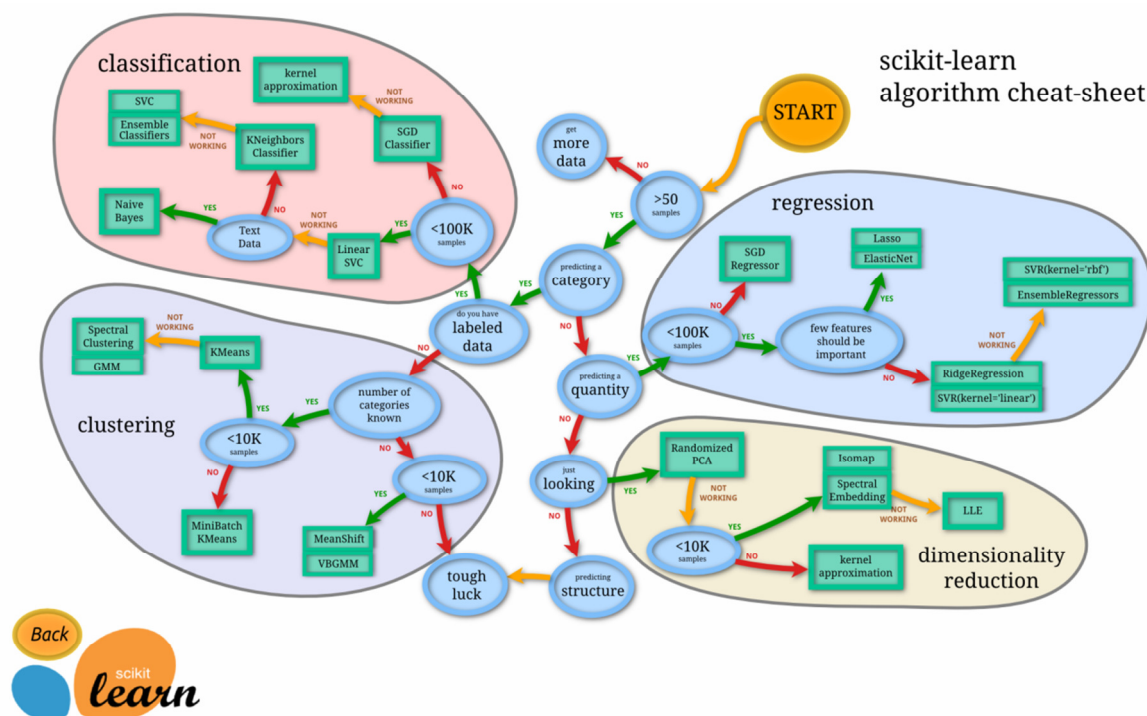 scikit-learn
algorithm cheat-sheet
START
classification
kernel
approximation
NOT
WORKING
SVC
Ensemble
Classifiers
NOT
WORKING
KNeighbors
Classifier
SGD
Classifier
NO
Naive
Bayes
YES
Text
Data
NO
NOT
WORKING
Linear
SVC
YES
<100K
samples
YES
get
more
data
NO
>50
samples
YES
predicting a
category
YES
NO
do you have
labeled
data
NO
predicting a
quantity
YES
NO
just
looking
YES
NO
predicting
structure
tough
luck
regression
SGD
Regressor
NO
<100K
samples
YES
Lasso
ElasticNet
YES
few features
should be
important
NO
SVR(kernel='rbf')
EnsembleRegressors
NOT
WORKING
RidgeRegression
SVR(kernel='linear')
clustering
Spectral
Clustering
GMM
NOT
WORKING
KMeans
YES
<10K
samples
YES
number of
categories
known
NO
NO
MiniBatch
KMeans
<10K
samples
YES
NO
MeanShift
VBGMM
Randomized
PCA
NOT
WORKING
<10K
samples
YES
NO
Isomap
Spectral
Embedding
NOT
WORKING
LLE
kernel
approximation
dimensionality
reduction
Back
scikit
learn